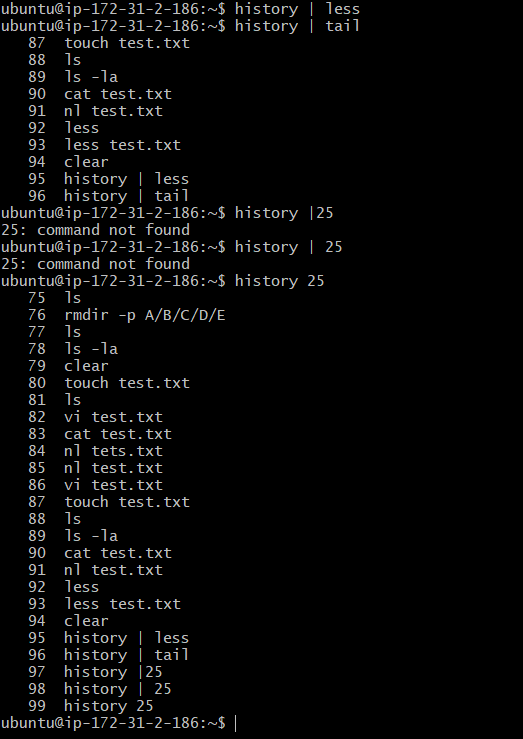 ubuntu@ip-172-31-2-186:~$ history | less
ubuntu@ip-172-31-2-186:~$ history | tail
   87  touch test.txt
   88  ls
   89  ls -la
   90  cat test.txt
   91  nl test.txt
   92  less
   93  less test.txt
   94  clear
   95  history | less
   96  history | tail
ubuntu@ip-172-31-2-186:~$ history |25
25: command not found
ubuntu@ip-172-31-2-186:~$ history | 25
25: command not found
ubuntu@ip-172-31-2-186:~$ history 25
   75  ls
   76  rmdir -p A/B/C/D/E
   77  ls
   78  ls -la
   79  clear
   80  touch test.txt
   81  ls
   82  vi test.txt
   83  cat test.txt
   84  nl tets.txt
   85  nl test.txt
   86  vi test.txt
   87  touch test.txt
   88  ls
   89  ls -la
   90  cat test.txt
   91  nl test.txt
   92  less
   93  less test.txt
   94  clear
   95  history | less
   96  history | tail
   97  history |25
   98  history | 25
   99  history 25
ubuntu@ip-172-31-2-186:~$